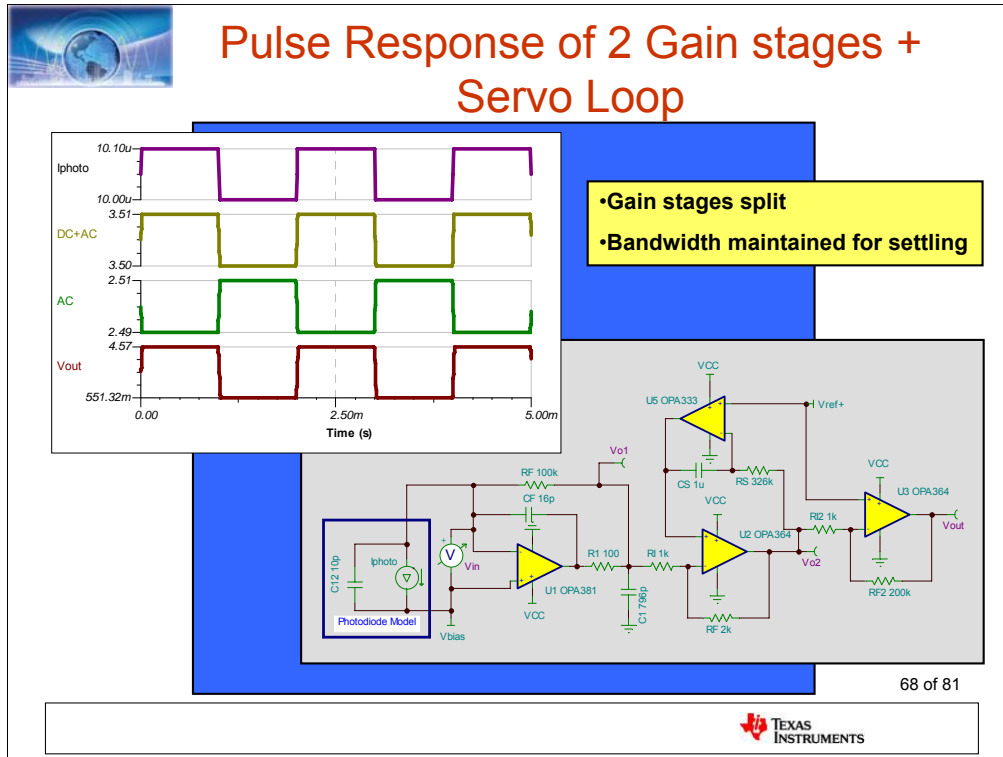 Pulse Response of 2 Gain stages +
Servo Loop
Iphoto
10.10u
10.00u
DC+AC
3.51
3.50
AC
2.51
2.49
Vout
4.57
551.32m
0.00
2.50m
5.00m
Time (s)
•Gain stages split
•Bandwidth maintained for settling
VCC
U5 OPA333
Vref+
Vo1
RF 100k
CF 16p
CS 1u
RS 326k
VCC
U3 OPA364
VCC
U2 OPA364
RI2 1k
Vout
C12 10p
Iphoto
V
Vin
U1 OPA381
R1 100
RI 1k
Vo2
RF2 200k
C1 796p
Photodiode Model
VCC
RF 2k
Vbias
68 of 81
TEXAS
INSTRUMENTS